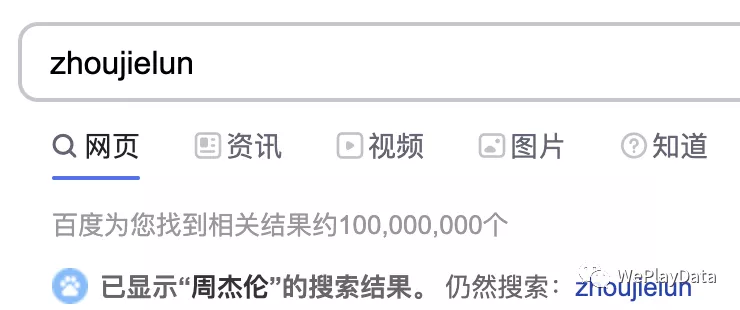 zhoujielun
网页 资讯 视频 图片 知道
百度为您找到相关结果约100,000,000个
已显示“周杰伦”的搜索结果。 仍然搜索：zhoujielun
WePlayData